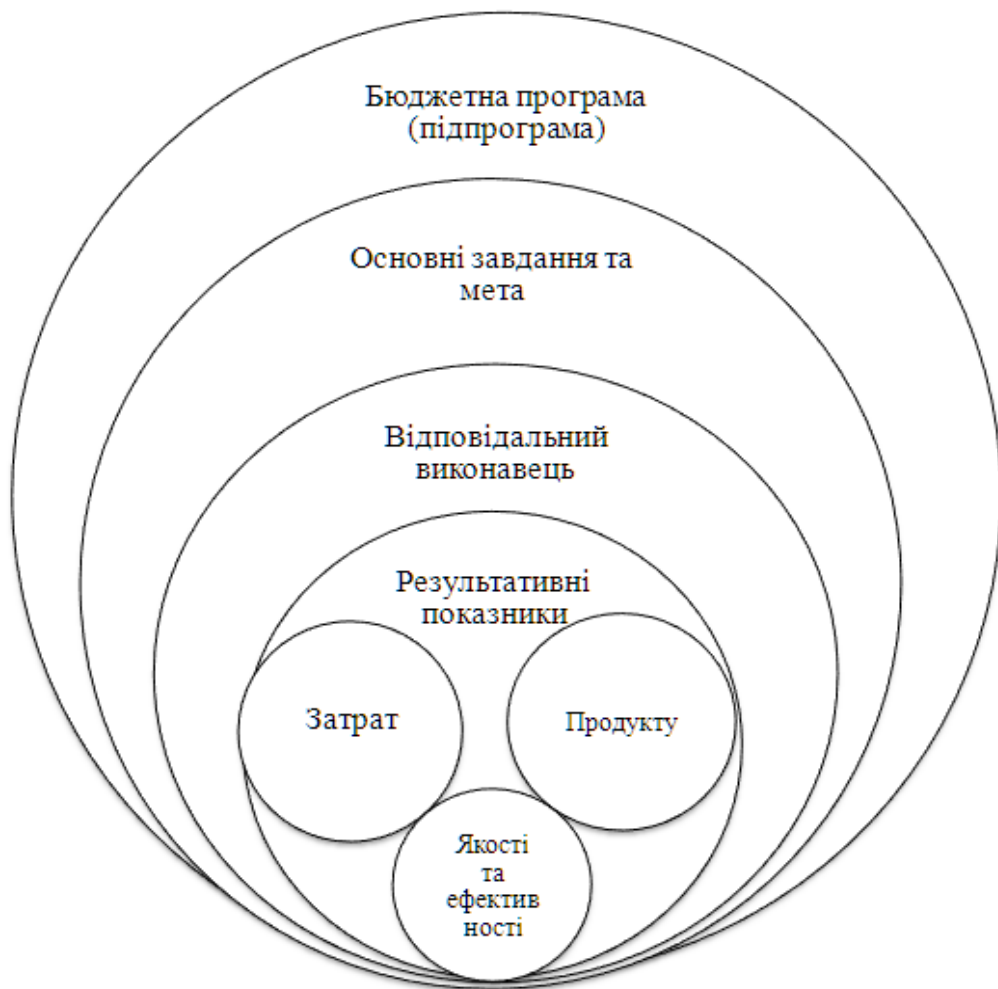 Бюджетна програма
(підпрограма)
Основні завдання та
мета
Відповідальний
виконавець
Результативні
показники
Затрат
Продукту
Якості
та
ефектив
ності